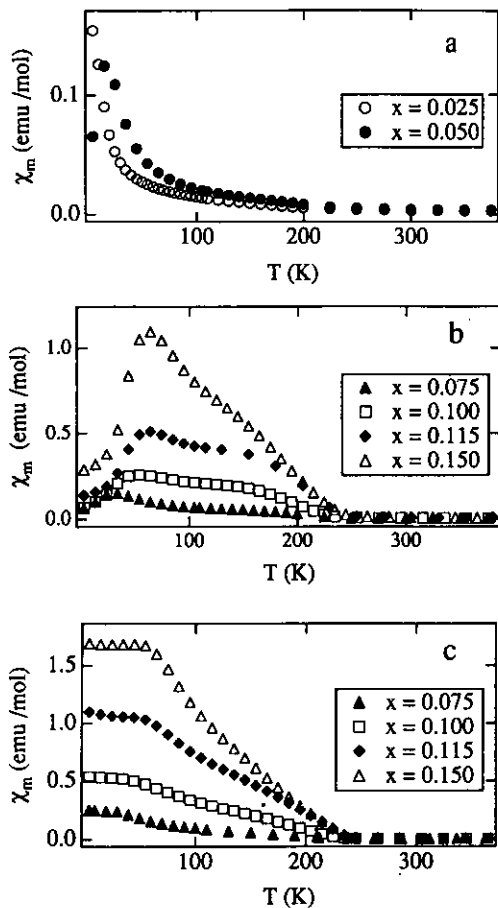 a
χm (emu /mol)
0.1
0.0
x = 0.025
x = 0.050
100
200
300
T (K)
b
χm (emu /mol)
1.0
0.5
0.0
x = 0.075
x = 0.100
x = 0.115
x = 0.150
100
200
300
T (K)
c
χm (emu /mol)
1.5
1.0
0.5
0.0
x = 0.075
x = 0.100
x = 0.115
x = 0.150
100
200
300
T (K)